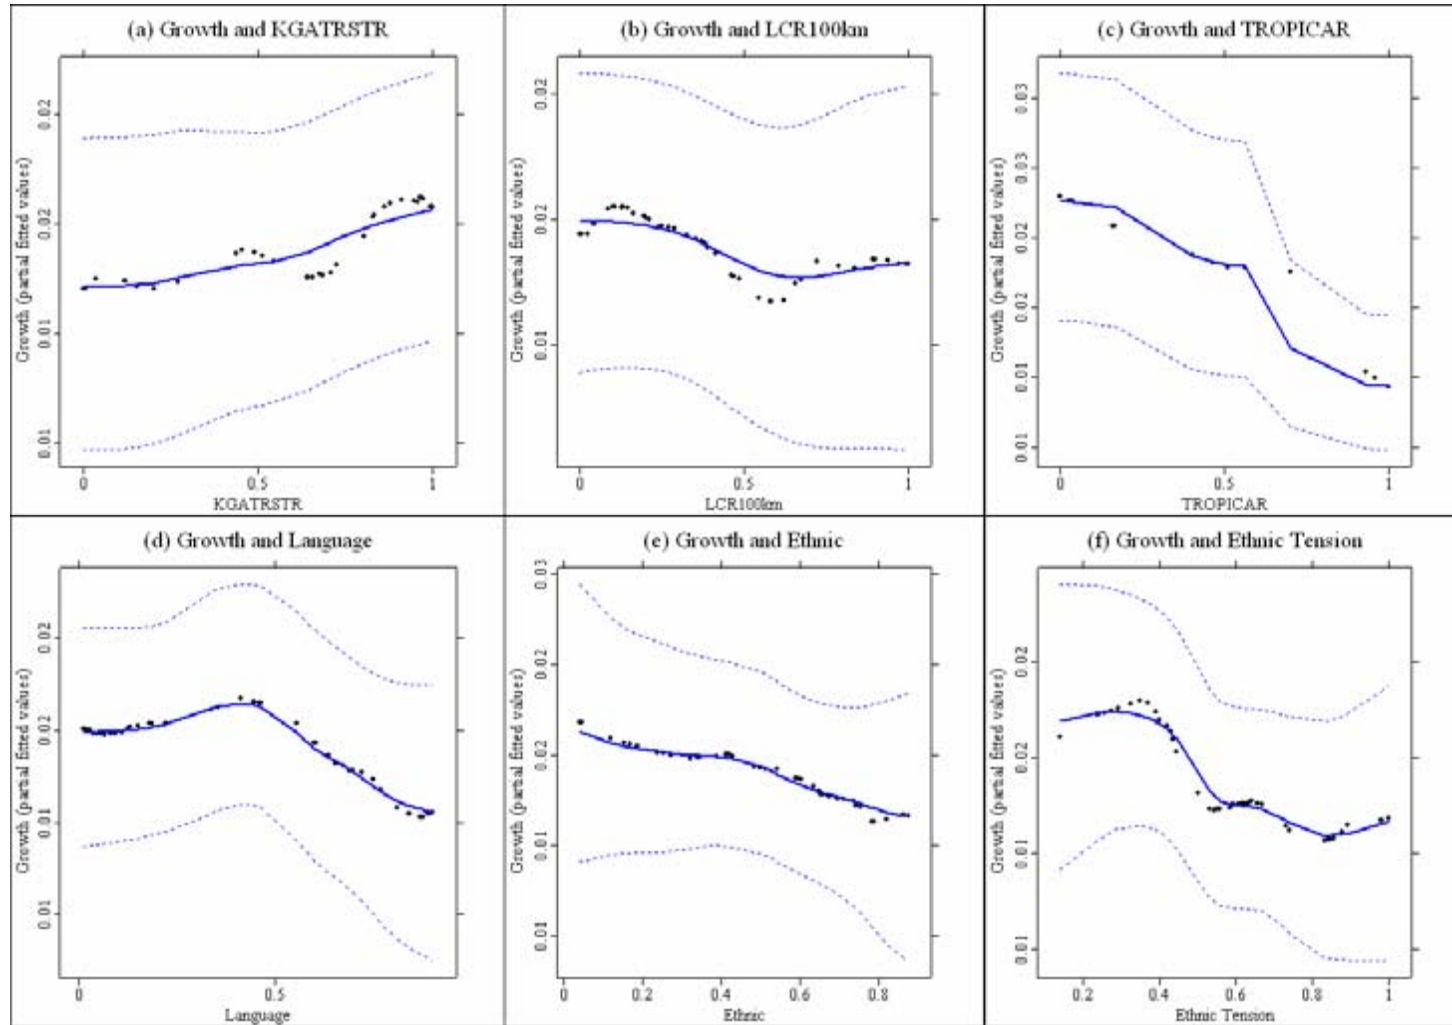 (a) Growth and KGATRSTR
Growth (partial fitted values)
0.02
0.02
0.01
0.01
0 0.5 1
KGATRSTR
(b) Growth and LCR100km
Growth (partial fitted values)
0.02
0.02
0.01
0 0.5 1
LCR100km
(c) Growth and TROPICAR
Growth (partial fitted values)
0.03
0.03
0.02
0.02
0.01
0.01
0 0.5 1
TROPICAR
(d) Growth and Language
Growth (partial fitted values)
0.02
0.02
0.01
0.01
0 0.5
Language
(e) Growth and Ethnic
Growth (partial fitted values)
0.03
0.02
0.02
0.01
0.01
0 0.2 0.4 0.6 0.8
Ethnic
(f) Growth and Ethnic Tension
Growth (partial fitted values)
0.02
0.02
0.01
0.01
0.2 0.4 0.6 0.8 1
Ethnic Tension